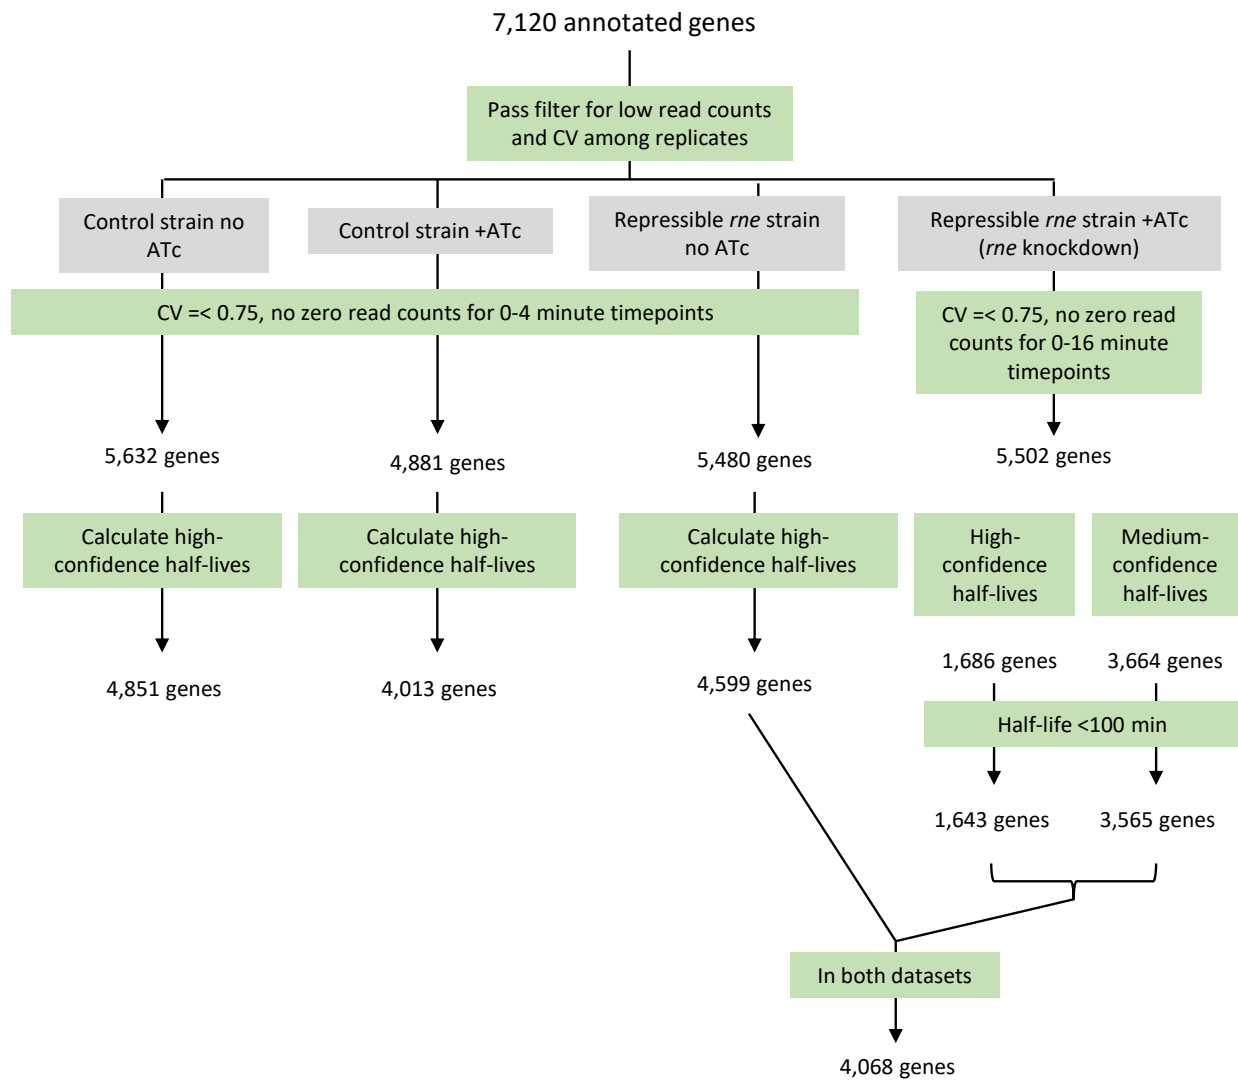 7,120 annotated genes
Pass filter for low read counts
and CV among replicates
Control strain no
ATc
Control strain +ATc
Repressible rne strain
no ATc
Repressible rne strain +ATc
(rne knockdown)
CV =< 0.75, no zero read counts for 0-4 minute timepoints
CV =< 0.75, no zero read
counts for 0-16 minute
timepoints
5,632 genes
4,881 genes
5,480 genes
5,502 genes
Calculate high-
confidence half-lives
Calculate high-
confidence half-lives
Calculate high-
confidence half-lives
High-
confidence
half-lives
Medium-
confidence
half-lives
4,851 genes
4,013 genes
4,599 genes
1,686 genes
3,664 genes
Half-life <100 min
1,643 genes
3,565 genes
In both datasets
4,068 genes